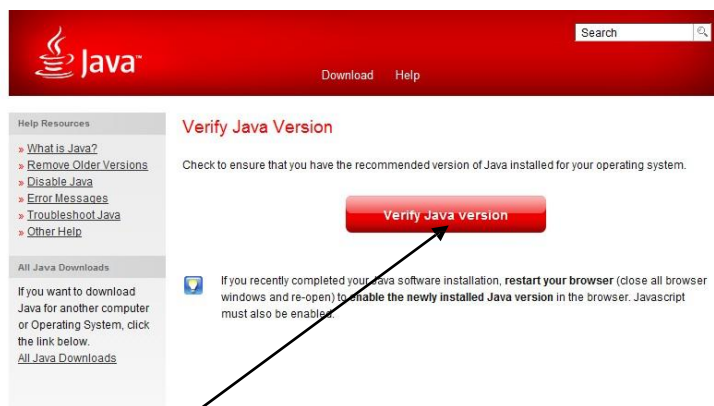 Search
Java™
Download Help
Help Resources
» What is Java?
» Remove Older Versions
» Disable Java
» Error Messages
» Troubleshoot Java
» Other Help
All Java Downloads
If you want to download
Java for another computer
or Operating System, click
the link below.
All Java Downloads
Verify Java Version
Check to ensure that you have the recommended version of Java installed for your operating system.
Verify Java version
If you recently completed your Java software installation, restart your browser (close all browser
windows and re-open) to enable the newly installed Java version in the browser. Javascript
must also be enabled.